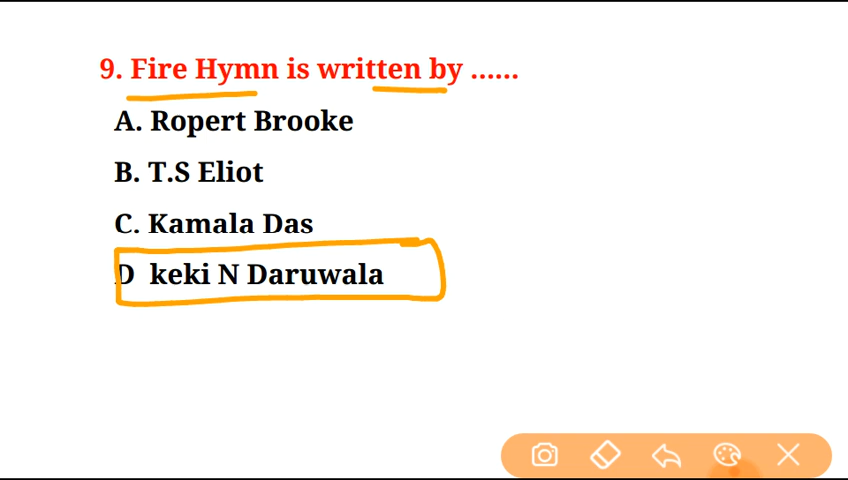 9. Fire Hymn is written by ......
A. Ropert Brooke
B. T.S Eliot
C. Kamala Das
D keki N Daruwala